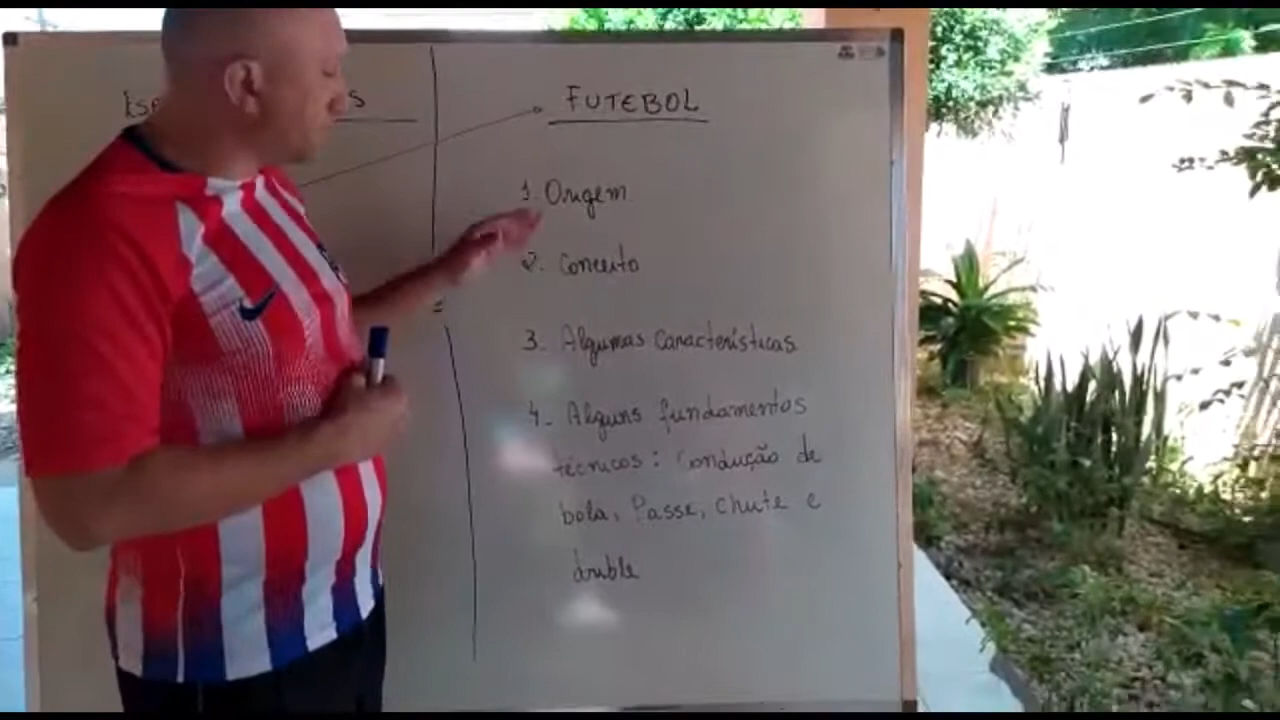 FUTEBOL
1. Origem
2. Conceito
3- Algumas características
4- Alguns fundamentos
técnicos: Condução de
bola, Passe, chute e
drible